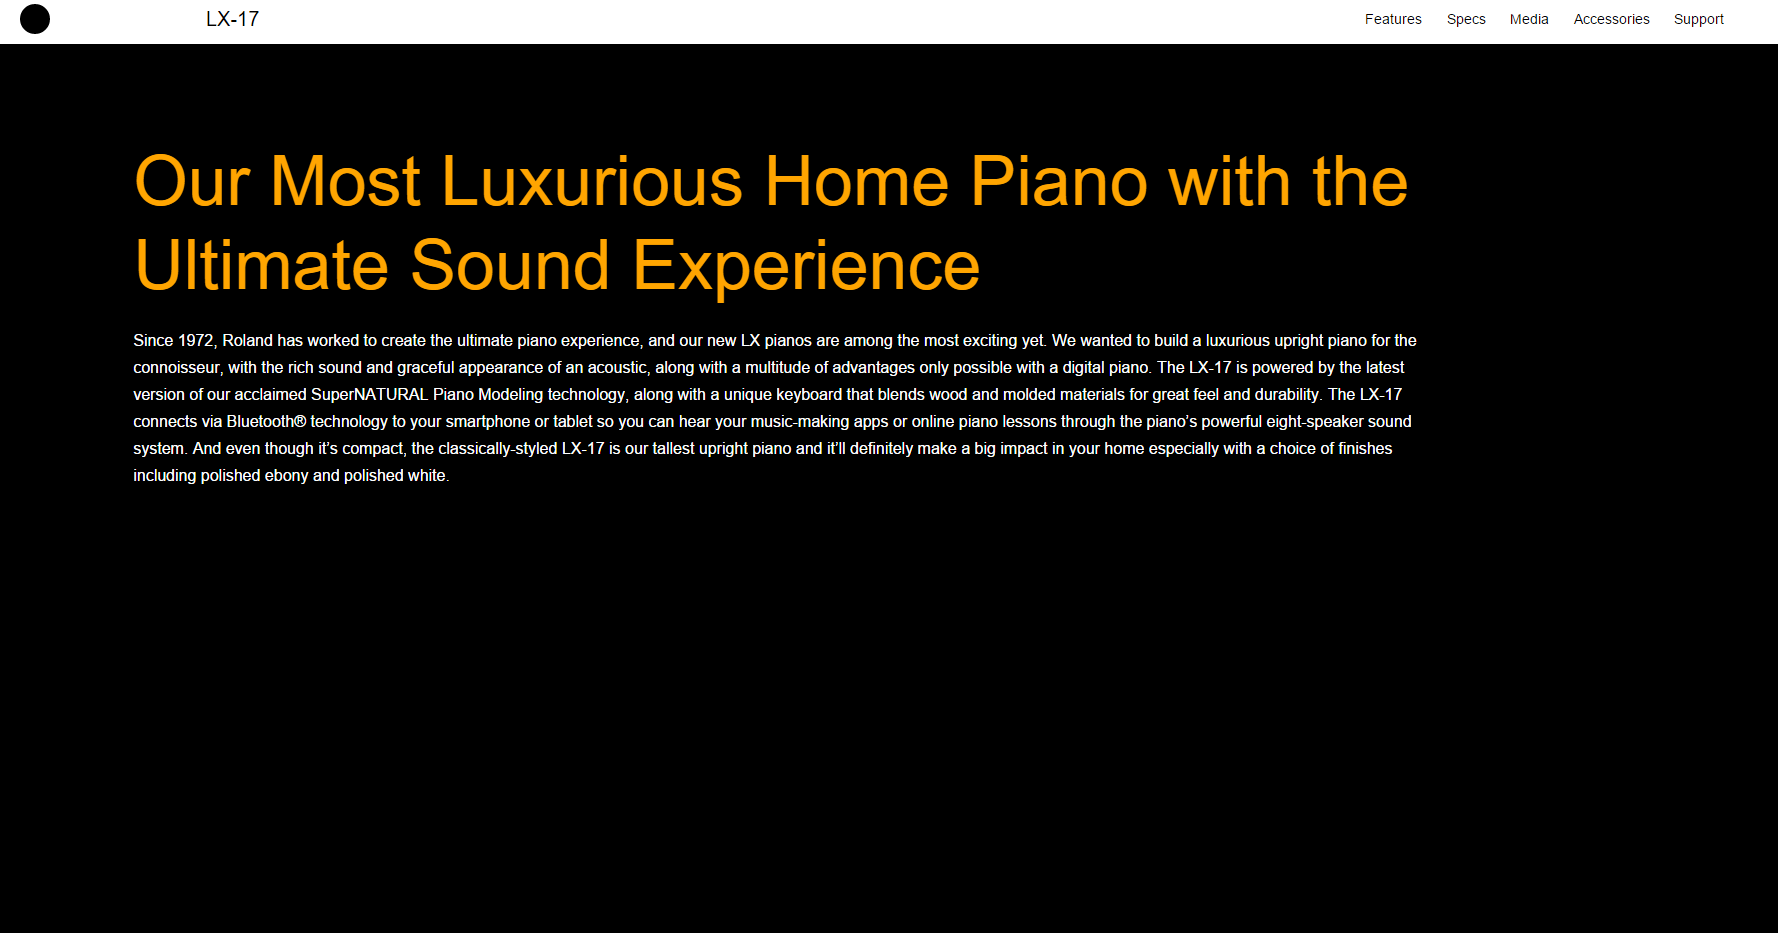 LX-17
Features Specs Media Accessories Support
Our Most Luxurious Home Piano with the
Ultimate Sound Experience
Since 1972, Roland has worked to create the ultimate piano experience, and our new LX pianos are among the most exciting yet. We wanted to build a luxurious upright piano for the
connoisseur, with the rich sound and graceful appearance of an acoustic, along with a multitude of advantages only possible with a digital piano. The LX-17 is powered by the latest
version of our acclaimed SuperNATURAL Piano Modeling technology, along with a unique keyboard that blends wood and molded materials for great feel and durability. The LX-17
connects via Bluetooth® technology to your smartphone or tablet so you can hear your music-making apps or online piano lessons through the piano’s powerful eight-speaker sound
system. And even though it’s compact, the classically-styled LX-17 is our tallest upright piano and it’ll definitely make a big impact in your home especially with a choice of finishes
including polished ebony and polished white.